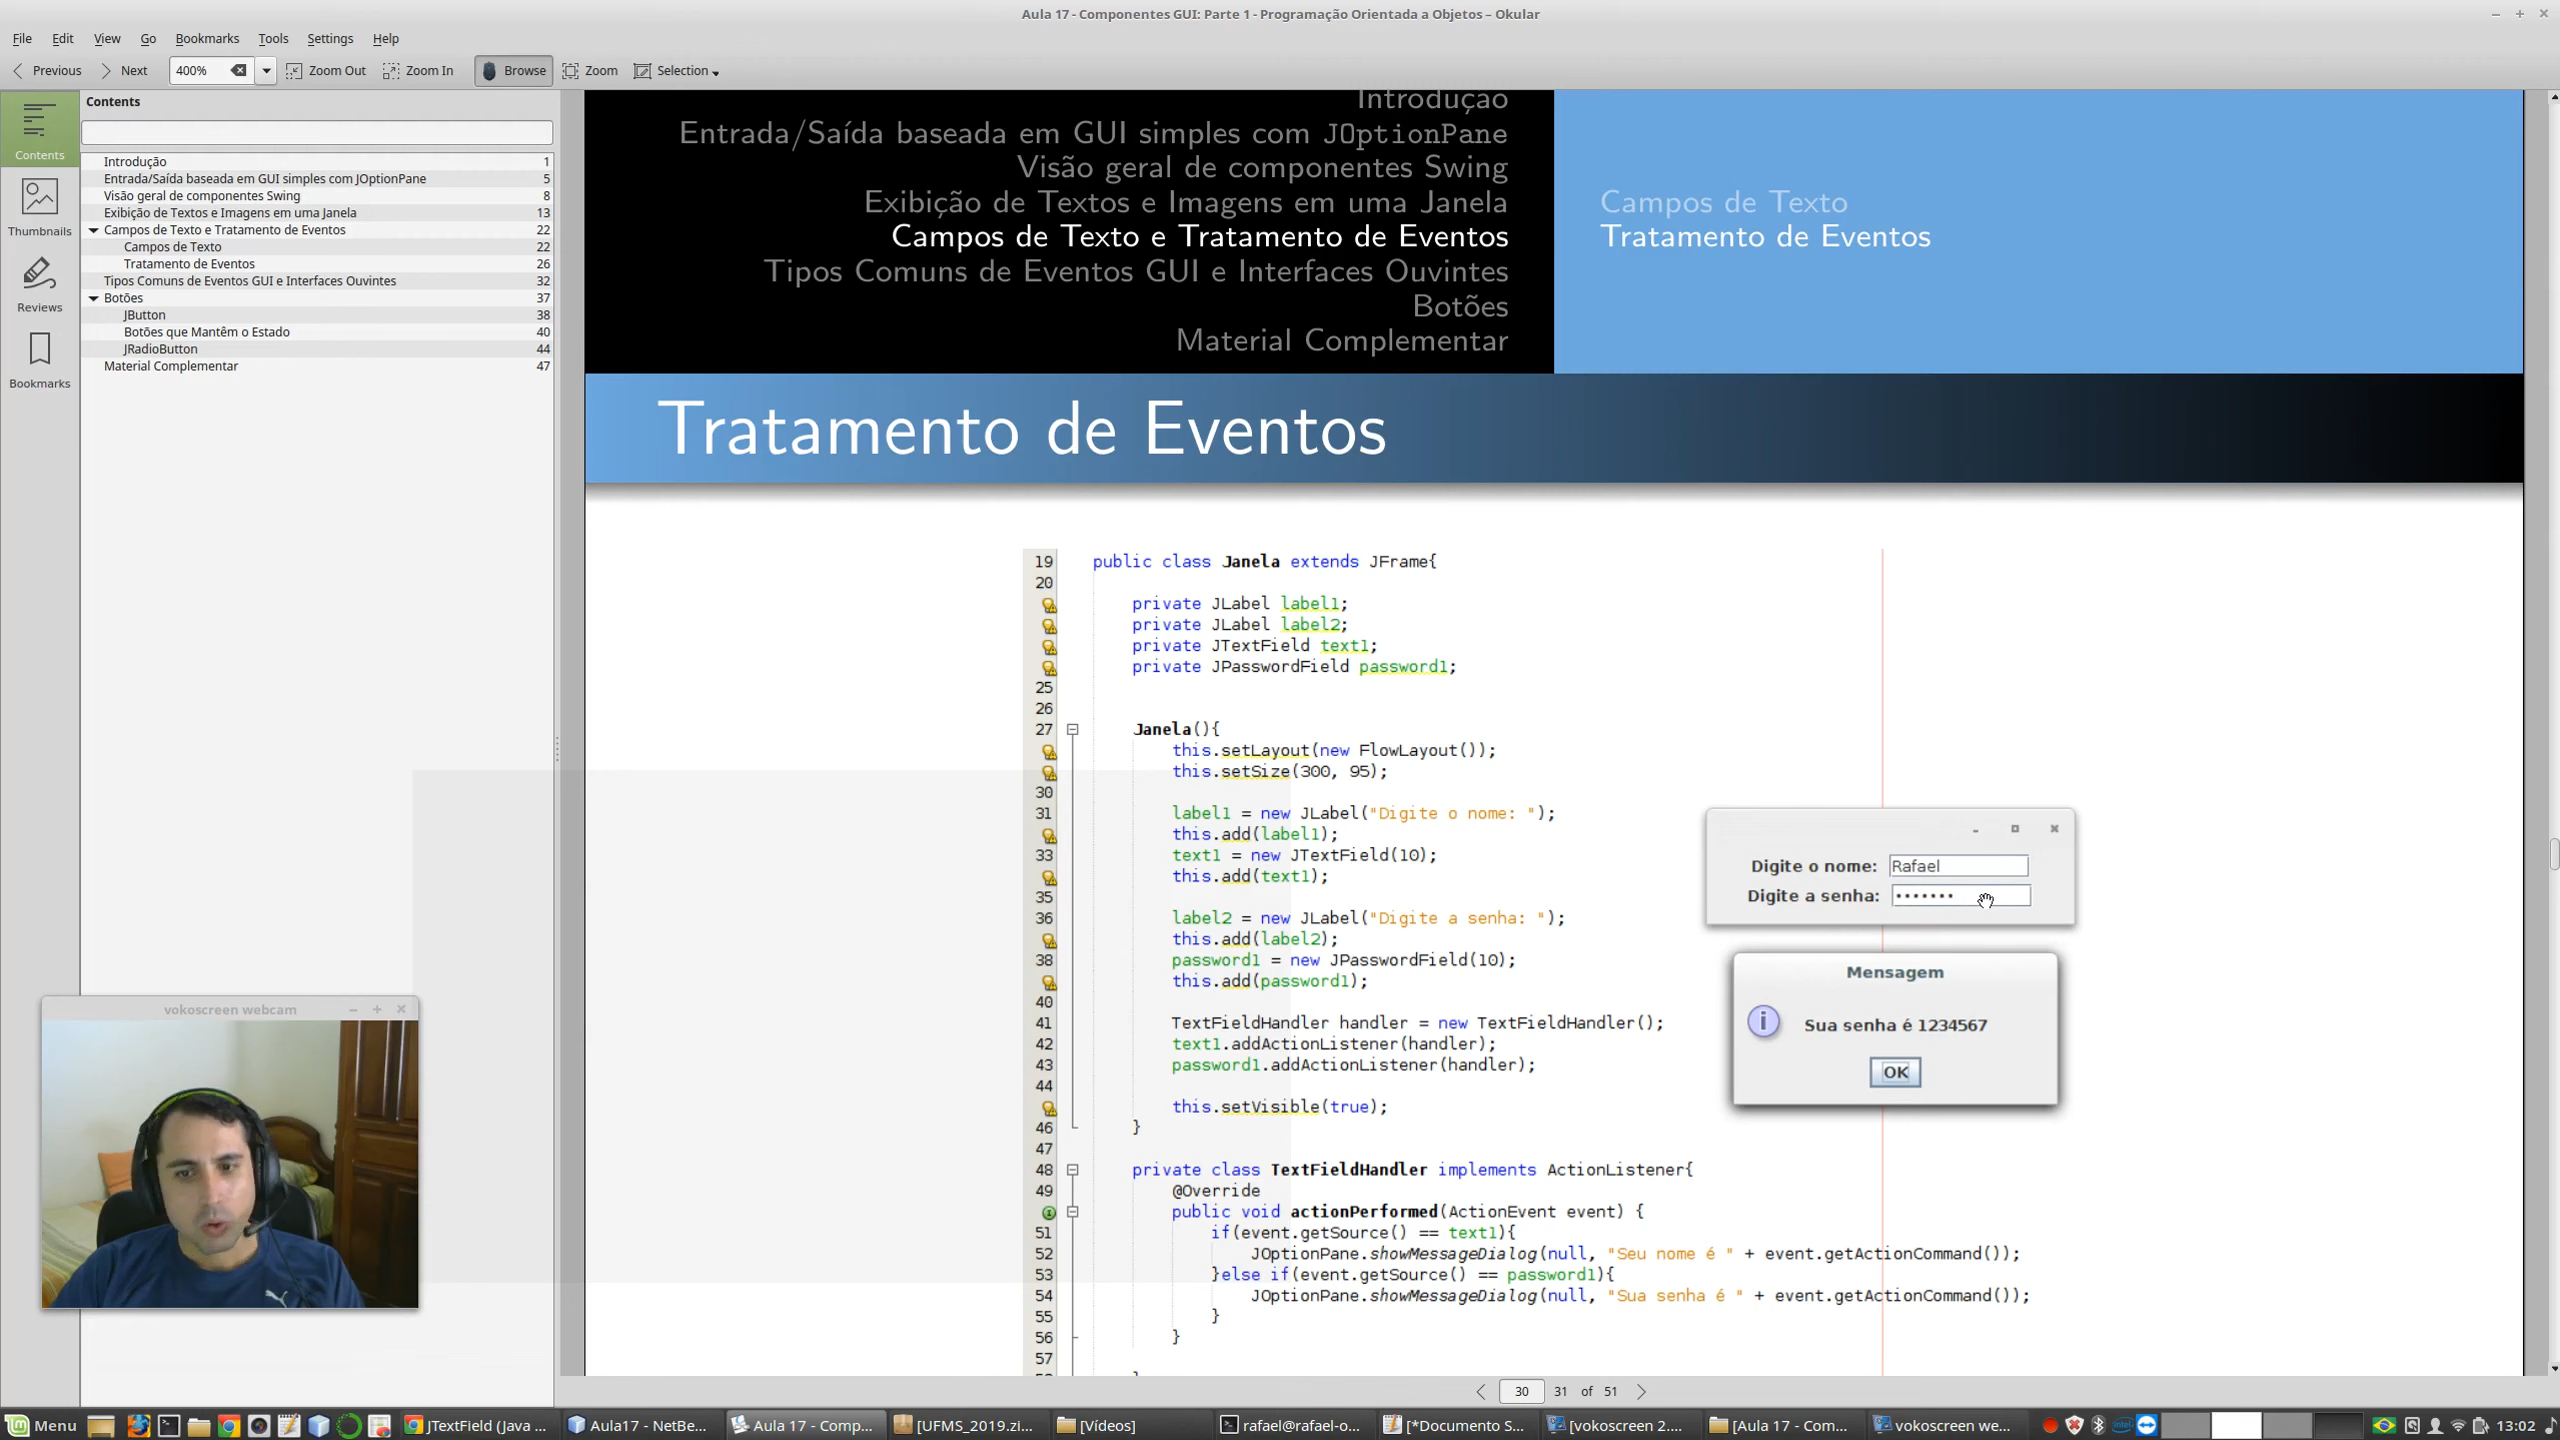 Aula 17 - Componentes GUI: Parte 1 - Programação Orientada a Objetos – Okular
File Edit View Go Bookmarks Tools Settings Help
Previous Next 400% Zoom Out Zoom In Browse Zoom Selection
Contents
Contents
Thumbnails
Reviews
Bookmarks
Introdução 1
Entrada/Saída baseada em GUI simples com JOptionPane 5
Visão geral de componentes Swing 8
Exibição de Textos e Imagens em uma Janela 13
Campos de Texto e Tratamento de Eventos 22
Campos de Texto 22
Tratamento de Eventos 26
Tipos Comuns de Eventos GUI e Interfaces Ouvintes 32
Botões 37
JButton 38
Botões que Mantêm o Estado 40
JRadioButton 44
Material Complementar 47
Introdução
Entrada/Saída baseada em GUI simples com JOptionPane
Visão geral de componentes Swing
Exibição de Textos e Imagens em uma Janela
Campos de Texto e Tratamento de Eventos
Tipos Comuns de Eventos GUI e Interfaces Ouvintes
Botões
Material Complementar
Campos de Texto
Tratamento de Eventos
Tratamento de Eventos
19 public class Janela extends JFrame{
20
private JLabel label1;
private JLabel label2;
private JTextField text1;
private JPasswordField password1;
25
26
27 Janela(){
this.setLayout(new FlowLayout());
this.setSize(300, 95);
30
31 label1 = new JLabel("Digite o nome: ");
this.add(label1);
33 text1 = new JTextField(10);
this.add(text1);
35
36 label2 = new JLabel("Digite a senha: ");
this.add(label2);
38 password1 = new JPasswordField(10);
this.add(password1);
40
41 TextFieldHandler handler = new TextFieldHandler();
42 text1.addActionListener(handler);
43 password1.addActionListener(handler);
44
this.setVisible(true);
46 }
47
48 private class TextFieldHandler implements ActionListener{
49 @Override
public void actionPerformed(ActionEvent event) {
51 if(event.getSource() == text1){
52 JOptionPane.showMessageDialog(null, "Seu nome é " + event.getActionCommand());
53 }else if(event.getSource() == password1){
54 JOptionPane.showMessageDialog(null, "Sua senha é " + event.getActionCommand());
55 }
56 }
57
Digite o nome: Rafael
Digite a senha: •••••••
Mensagem
Sua senha é 1234567
OK
vokoscreen webcam
30 31 of 51
Menu JTextField (Java ... Aula17 - NetBe... Aula 17 - Comp... [UFMS_2019.zi... [Vídeos] rafael@rafael-o... [*Documento S... [vokoscreen 2.... [Aula 17 - Com... vokoscreen we... 13:02